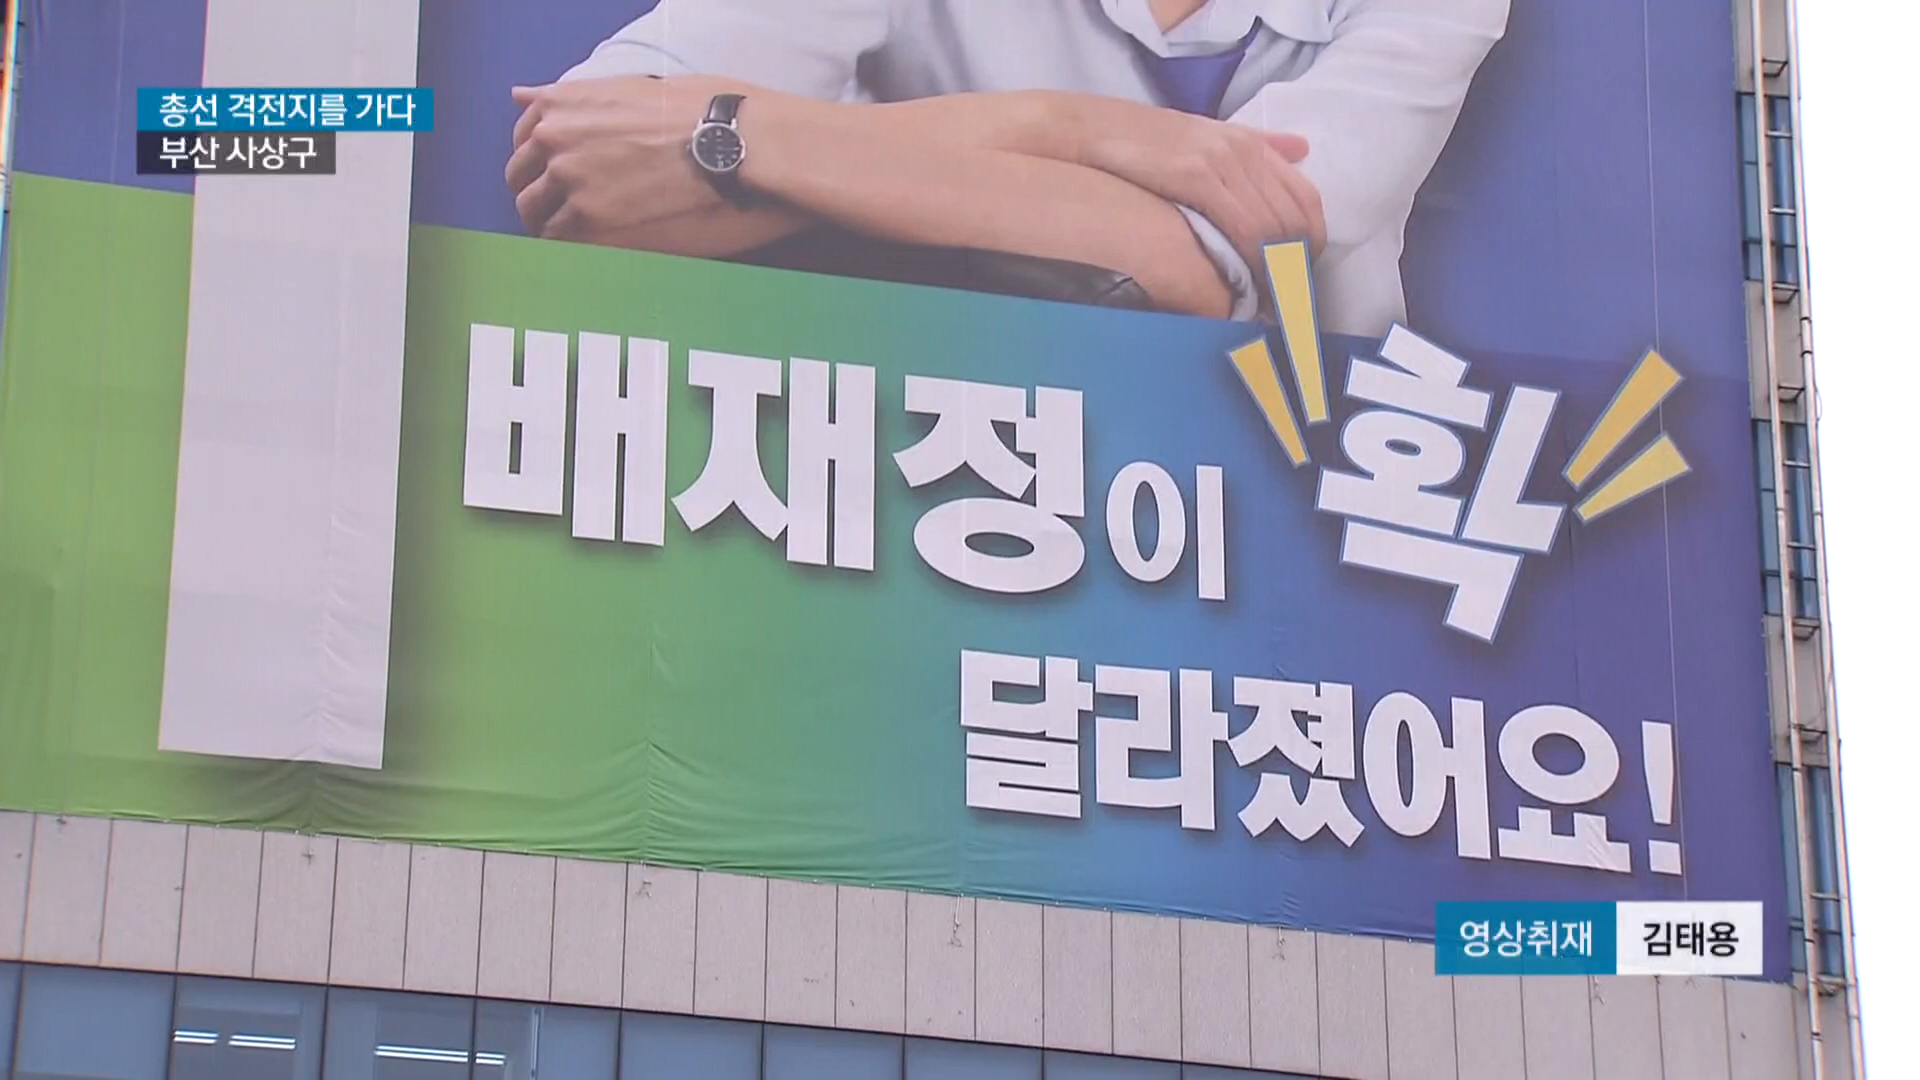 총선 격전지를 가다
부산 사상구
배재정이 확
달라졌어요!
영상취재 김태용